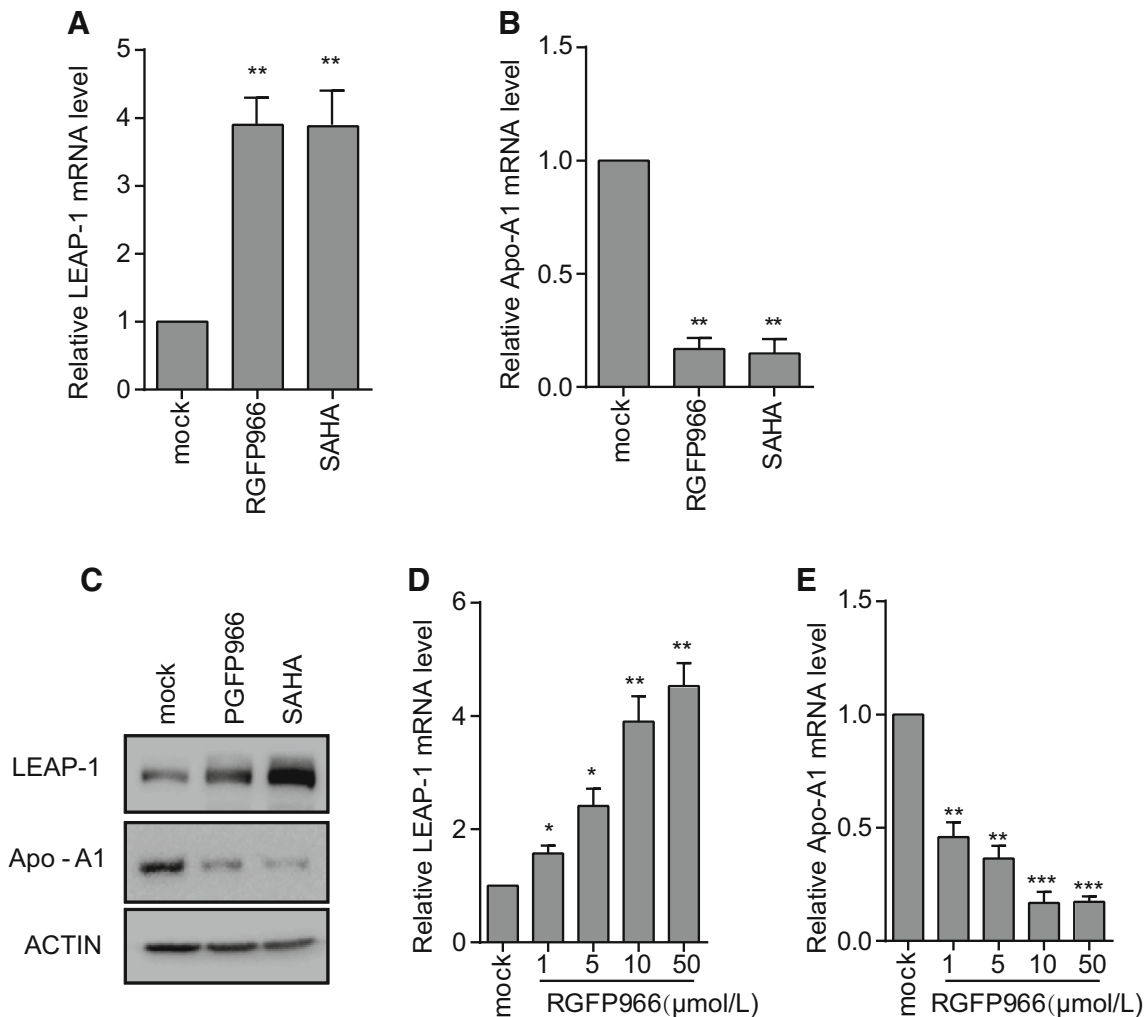 A
Relative LEAP-1 mRNA level
5
4
3
2
1
0
**
**
mock
RGFP966
SAHA
B
Relative Apo-A1 mRNA level
1.5
1.0
0.5
0.0
**
**
mock
RGFP966
SAHA
C
mock
PGFP966
SAHA
LEAP-1
Apo - A1
ACTIN
D
Relative LEAP-1 mRNA level
6
4
2
0
*
*
**
**
mock
1 5 10 50
RGFP966(μmol/L)
E
Relative Apo-A1 mRNA level
1.5
1.0
0.5
0.0
**
**
***
***
mock
1 5 10 50
RGFP966(μmol/L)